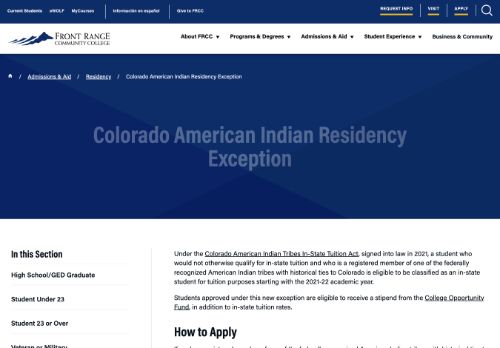 Current Students eWOLF MyCourses Información en español Give to FRCC REQUEST INFO VISIT APPLY
FRONT RANGE
COMMUNITY COLLEGE
About FRCC Programs & Degrees Admissions & Aid Student Experience Business & Community
/ Admissions & Aid / Residency / Colorado American Indian Residency Exception
Colorado American Indian Residency
Exception
In this Section
High School/GED Graduate
Student Under 23
Student 23 or Over
Veteran or Military
Under the Colorado American Indian Tribes In-State Tuition Act, signed into law in 2021, a student who
would not otherwise qualify for in-state tuition and who is a registered member of one of the federally
recognized American Indian tribes with historical ties to Colorado is eligible to be classified as an in-state
student for tuition purposes starting with the 2021-22 academic year.
Students approved under this new exception are eligible to receive a stipend from the College Opportunity
Fund, in addition to in-state tuition rates.
How to Apply